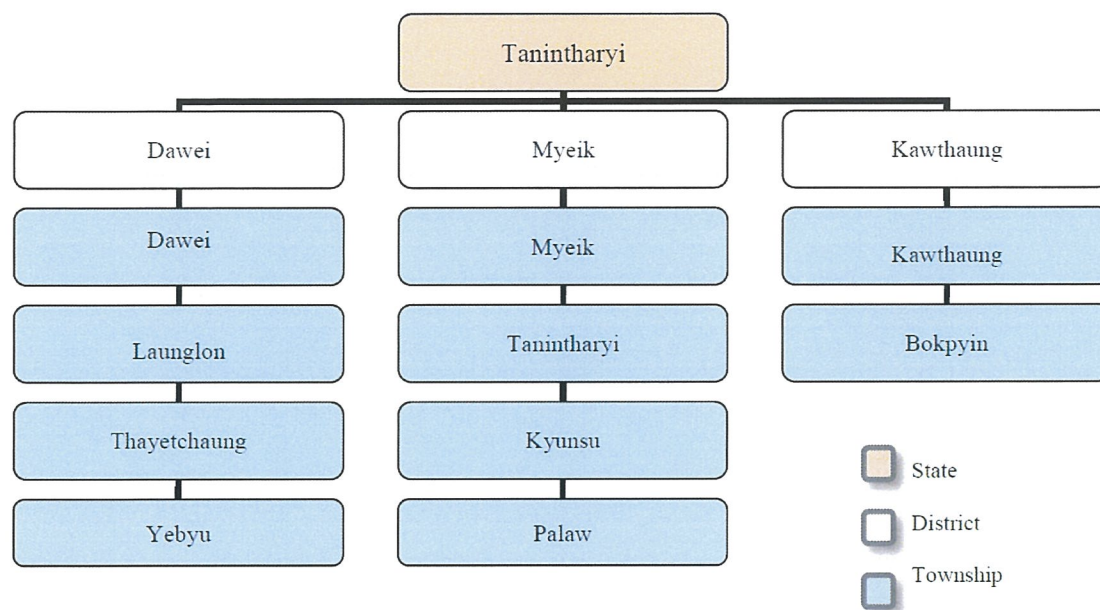 Tanintharyi
Dawei
Myeik
Kawthaung
Dawei
Myeik
Kawthaung
Launglon
Tanintharyi
Bokpyin
Thayetchaung
Kyunsu
Yebyu
Palaw
State
District
Township